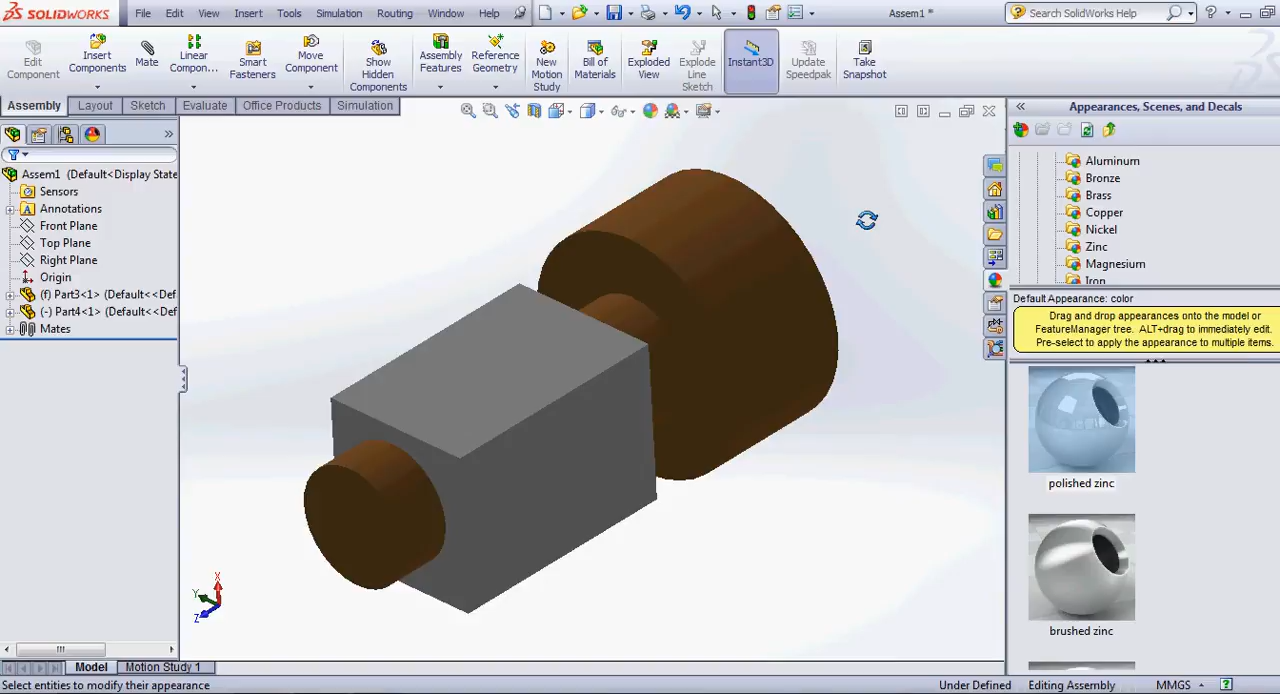 SOLIDWORKS File Edit View Insert Tools Simulation Routing Window Help Assem1 * Search SolidWorks Help
Edit Component
Insert Components
Mate
Linear Compon...
Smart Fasteners
Move Component
Show Hidden Components
Assembly Features
Reference Geometry
New Motion Study
Bill of Materials
Exploded View
Explode Line Sketch
Instant3D
Update Speedpak
Take Snapshot
Assembly Layout Sketch Evaluate Office Products Simulation
Appearances, Scenes, and Decals
Assem1 (Default<Display State
Sensors
Annotations
Front Plane
Top Plane
Right Plane
Origin
(f) Part3<1> (Default<<Def
(-) Part4<1> (Default<<Def
Mates
Aluminum
Bronze
Brass
Copper
Nickel
Zinc
Magnesium
Iron
Default Appearance: color
Drag and drop appearances onto the model or
FeatureManager tree. ALT+drag to immediately edit.
Pre-select to apply the appearance to multiple items.
polished zinc
brushed zinc
X
Y
Z
Model Motion Study 1
Select entities to modify their appearance Under Defined Editing Assembly MMGS